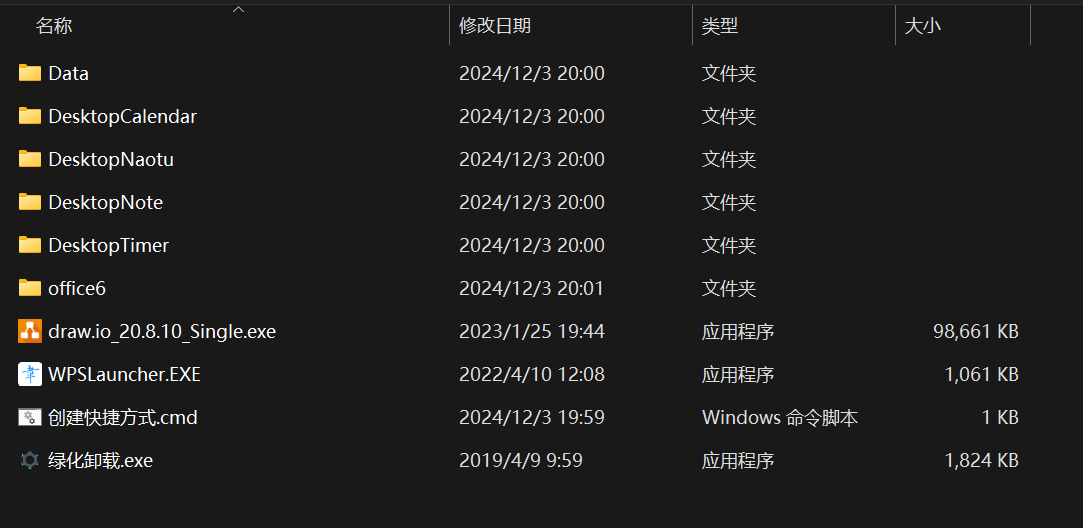 名称 修改日期 类型 大小
Data 2024/12/3 20:00 文件夹
DesktopCalendar 2024/12/3 20:00 文件夹
DesktopNaotu 2024/12/3 20:00 文件夹
DesktopNote 2024/12/3 20:00 文件夹
DesktopTimer 2024/12/3 20:00 文件夹
office6 2024/12/3 20:01 文件夹
draw.io_20.8.10_Single.exe 2023/1/25 19:44 应用程序 98,661 KB
WPSLauncher.EXE 2022/4/10 12:08 应用程序 1,061 KB
创建快捷方式.cmd 2024/12/3 19:59 Windows 命令脚本 1 KB
绿化卸载.exe 2019/4/9 9:59 应用程序 1,824 KB